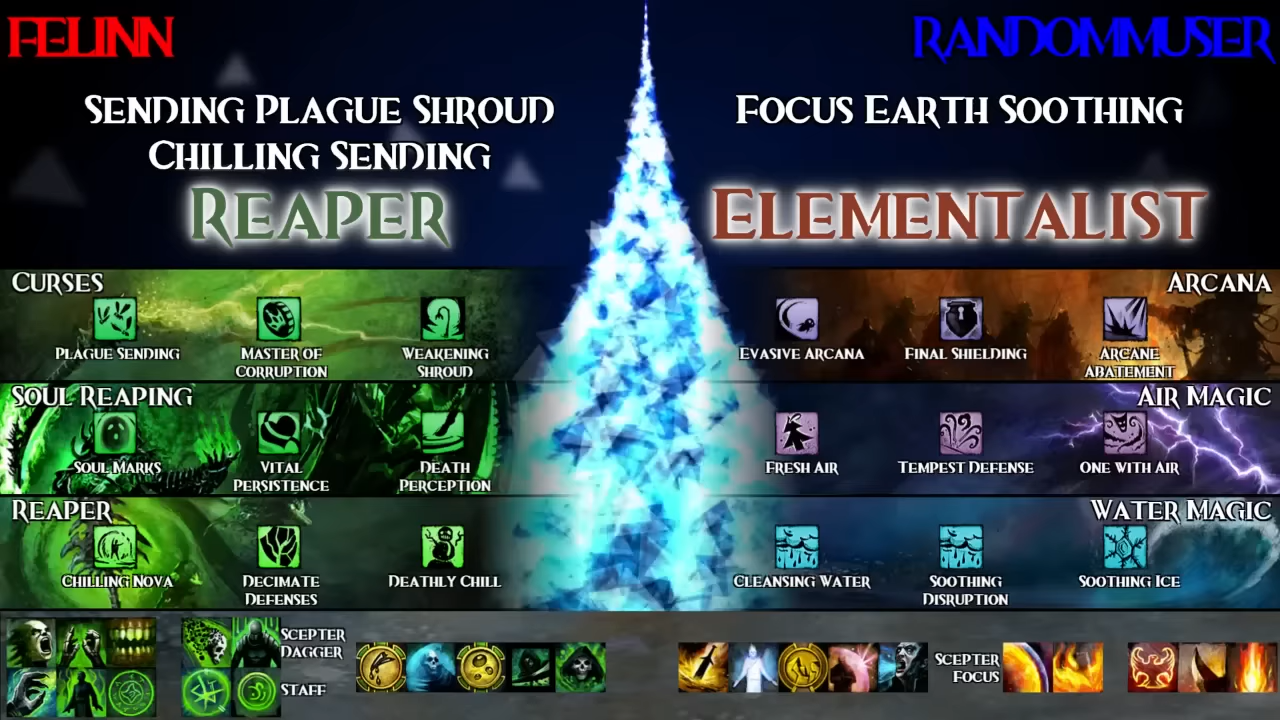 FELINN
RANDOMMUSER
SENDING PLAGUE SHROUD
CHILLING SENDING
REAPER
FOCUS EARTH SOOTHING
ELEMENTALIST
CURSES
PLAGUE SENDING
MASTER OF
CORRUPTION
WEAKENING
SHROUD
SOUL REAPING
SOUL MARKS
VITAL
PERSISTENCE
DEATH
PERCEPTION
REAPER
CHILLING NOVA
DECIMATE
DEFENSES
DEATHLY CHILL
SCEPTER
DAGGER
STAFF
ARCANA
EVASIVE ARCANA
FINAL SHIELDING
ARCANE
ABATEMENT
AIR MAGIC
FRESH AIR
TEMPEST DEFENSE
ONE WITH AIR
WATER MAGIC
CLEANSING WATER
SOOTHING
DISRUPTION
SOOTHING ICE
SCEPTER
FOCUS